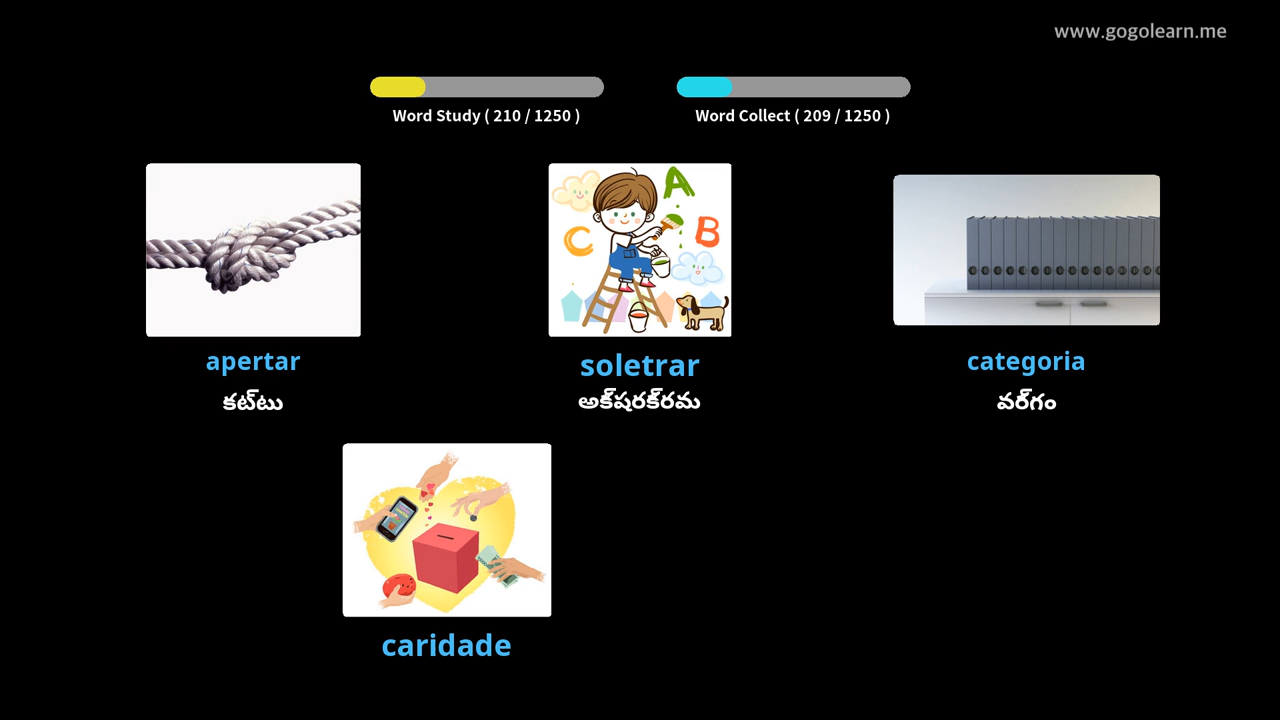 www.gogolearn.me
Word Study ( 210 / 1250 )
Word Collect ( 209 / 1250 )
apertar
కట్టు
soletrar
అక్షరక్రమ
categoria
వర్గం
caridade